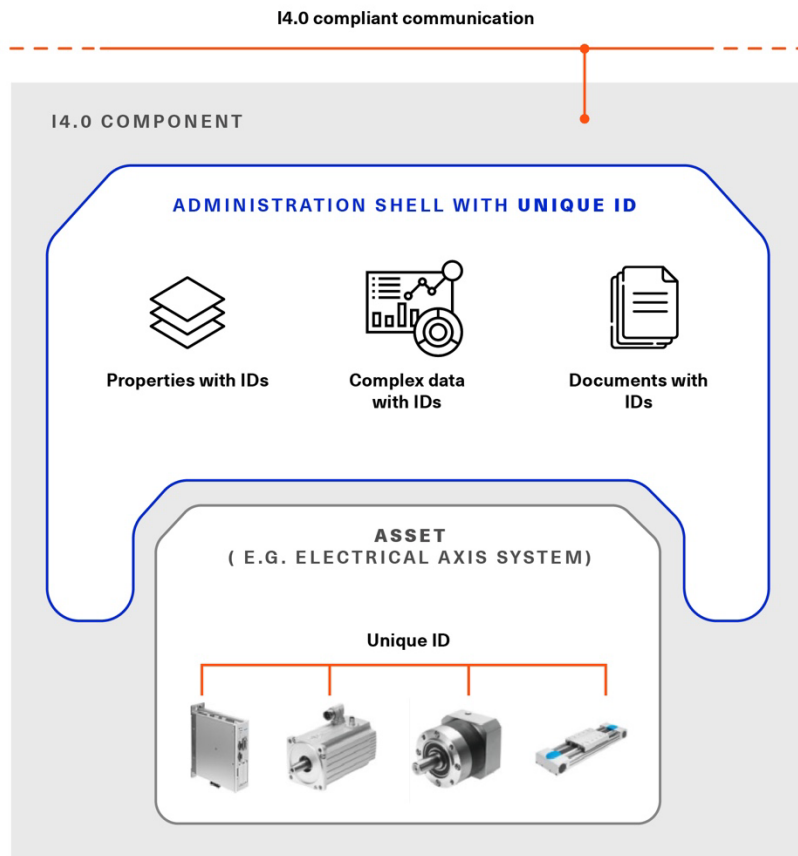 I4.0 compliant communication
I4.0 COMPONENT
ADMINISTRATION SHELL WITH UNIQUE ID
Properties with IDs
Complex data
with IDs
Documents with
IDs
ASSET
( E.G. ELECTRICAL AXIS SYSTEM)
Unique ID